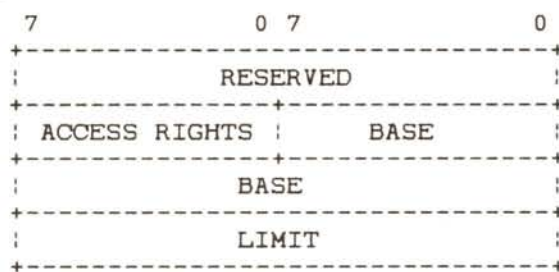 7 0 7 0
RESERVED
ACCESS RIGHTS BASE
BASE
LIMIT